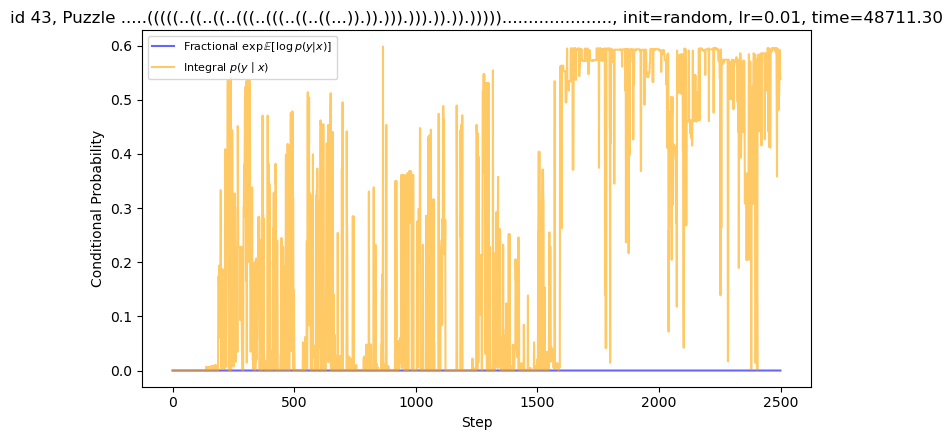 id 43, Puzzle .....(((((..((..((..(((..(((..((..((...)).)).))).))).)).)).)))))....................., init=random, lr=0.01, time=48711.30
Fractional exp𝔼[log p(y|x)]
Integral p(y | x)
Conditional Probability
0.6
0.5
0.4
0.3
0.2
0.1
0.0
0
500
1000
1500
2000
2500
Step